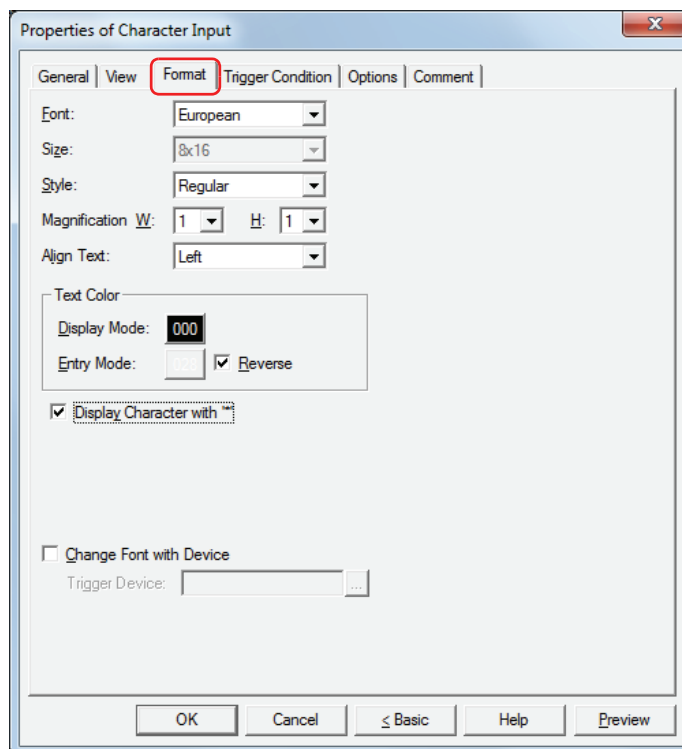 Properties of Character Input
General View Format Trigger Condition Options Comment
Font: European
Size: 8x16
Style: Regular
Magnification W: 1 H: 1
Align Text: Left
Text Color
Display Mode: 000
Entry Mode: 028 Reverse
Display Character with "*"
Change Font with Device
Trigger Device: ...
OK Cancel < Basic Help Preview